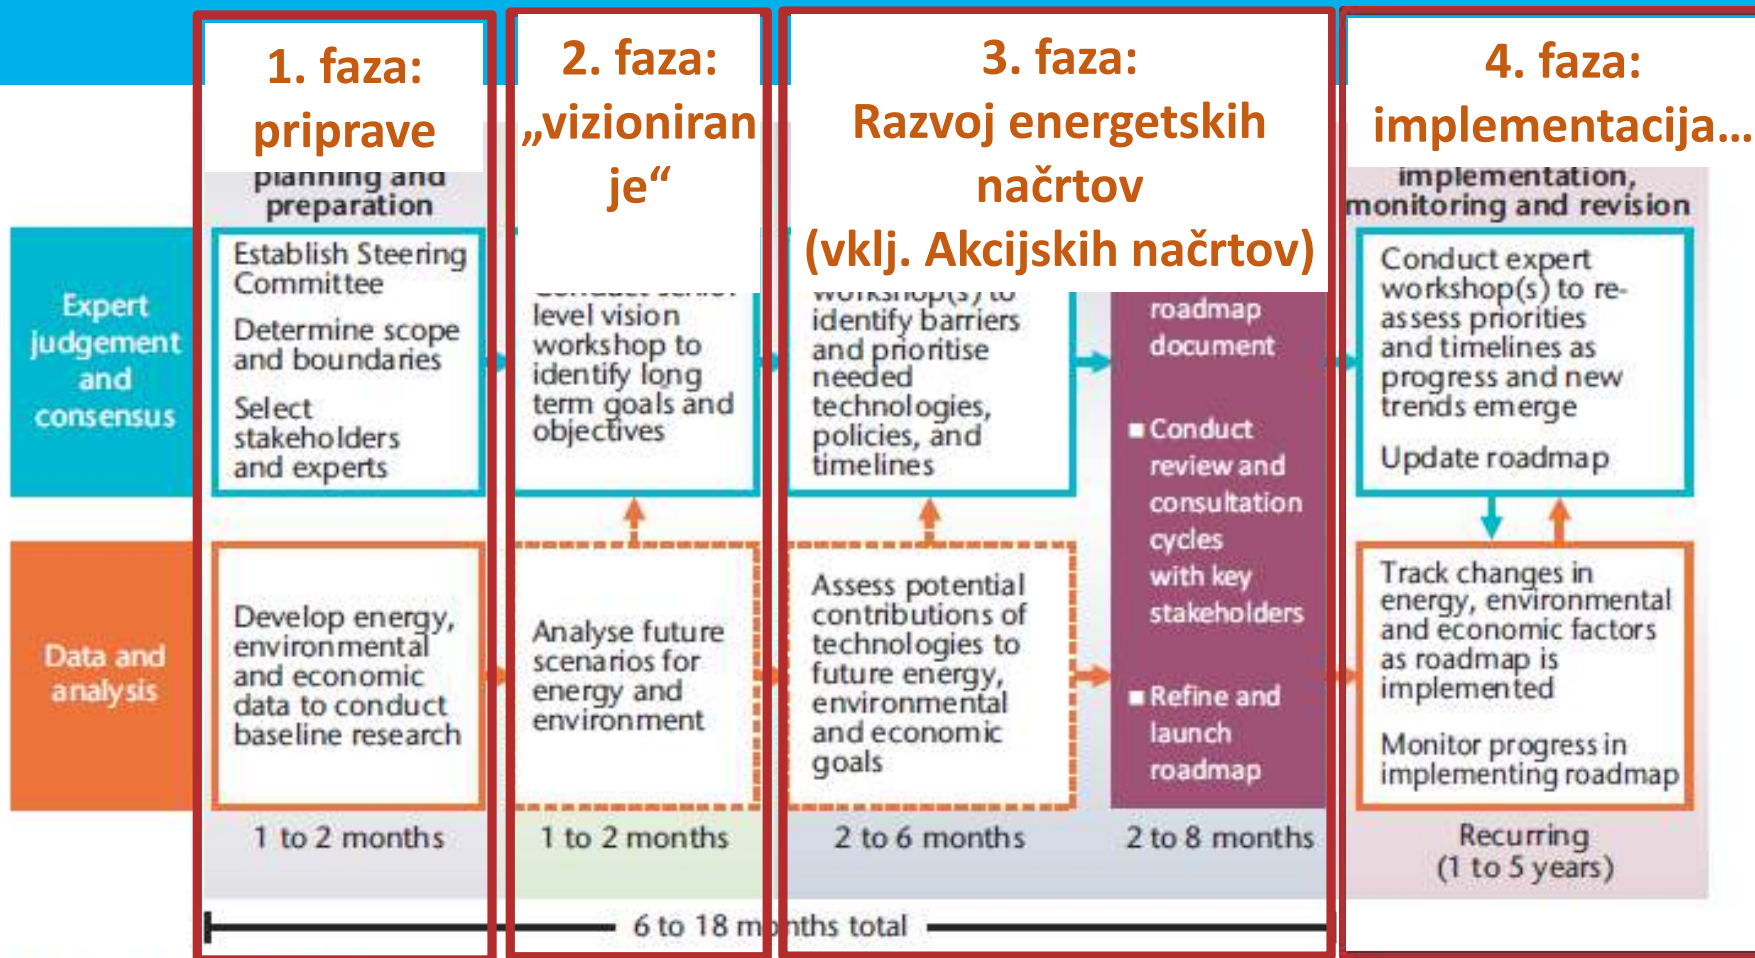 1. faza:
priprave
2. faza:
„vizioniran
je“
3. faza:
Razvoj energetskih
načrtov
(vklj. Akcijskih načrtov)
4. faza:
implementacija...
planning and
preparation
implementation,
monitoring and revision
Expert
judgement
and
consensus
Establish Steering
Committee
Determine scope
and boundaries
Select
stakeholders
and experts
level vision
workshop to
identify long
term goals and
objectives
workshop(s) to
identify barriers
and prioritise
needed
technologies,
policies, and
timelines
roadmap
document
■ Conduct
review and
consultation
cycles
with key
stakeholders
■ Refine and
launch
roadmap
Conduct expert
workshop(s) to re-
assess priorities
and timelines as
progress and new
trends emerge
Update roadmap
Data and
analysis
Develop energy,
environmental
and economic
data to conduct
baseline research
Analyse future
scenarios for
energy and
environment
Assess potential
contributions of
technologies to
future energy,
environmental
and economic
goals
Track changes in
energy, environmental
and economic factors
as roadmap is
implemented
Monitor progress in
implementing roadmap
1 to 2 months
1 to 2 months
2 to 6 months
2 to 8 months
Recurring
(1 to 5 years)
6 to 18 months total